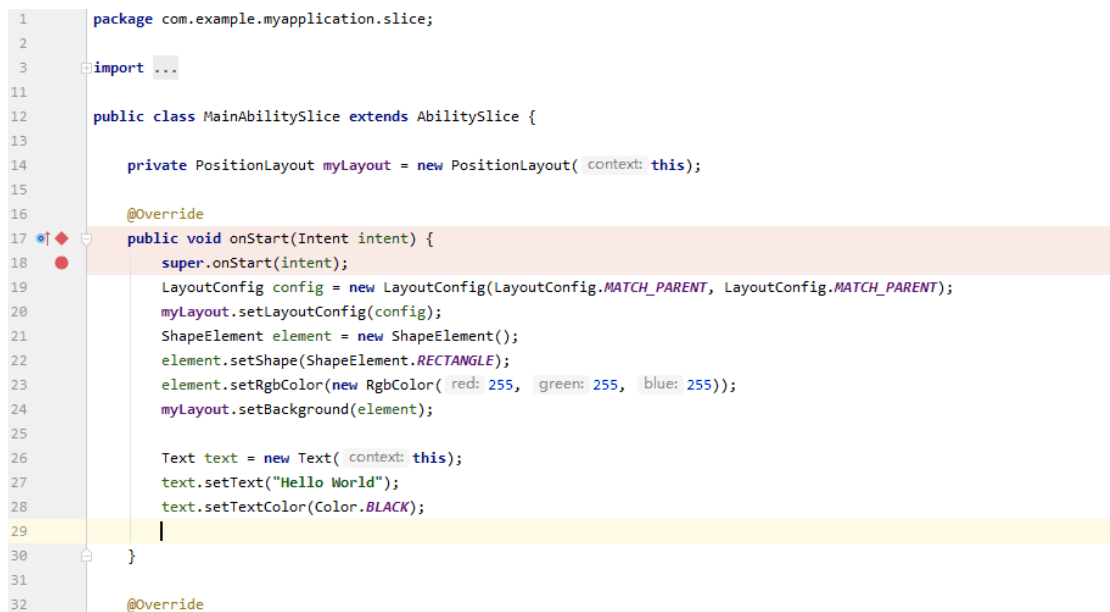 1 package com.example.myapplication.slice;
2
3 import ...
11
12 public class MainAbilitySlice extends AbilitySlice {
13
14 private PositionLayout myLayout = new PositionLayout( context: this);
15
16 @Override
17 public void onStart(Intent intent) {
18 super.onStart(intent);
19 LayoutConfig config = new LayoutConfig(LayoutConfig.MATCH_PARENT, LayoutConfig.MATCH_PARENT);
20 myLayout.setLayoutConfig(config);
21 ShapeElement element = new ShapeElement();
22 element.setShape(ShapeElement.RECTANGLE);
23 element.setRgbColor(new RgbColor( red: 255, green: 255, blue: 255));
24 myLayout.setBackground(element);
25
26 Text text = new Text( context: this);
27 text.setText("Hello World");
28 text.setTextColor(Color.BLACK);
29
30 }
31
32 @Override